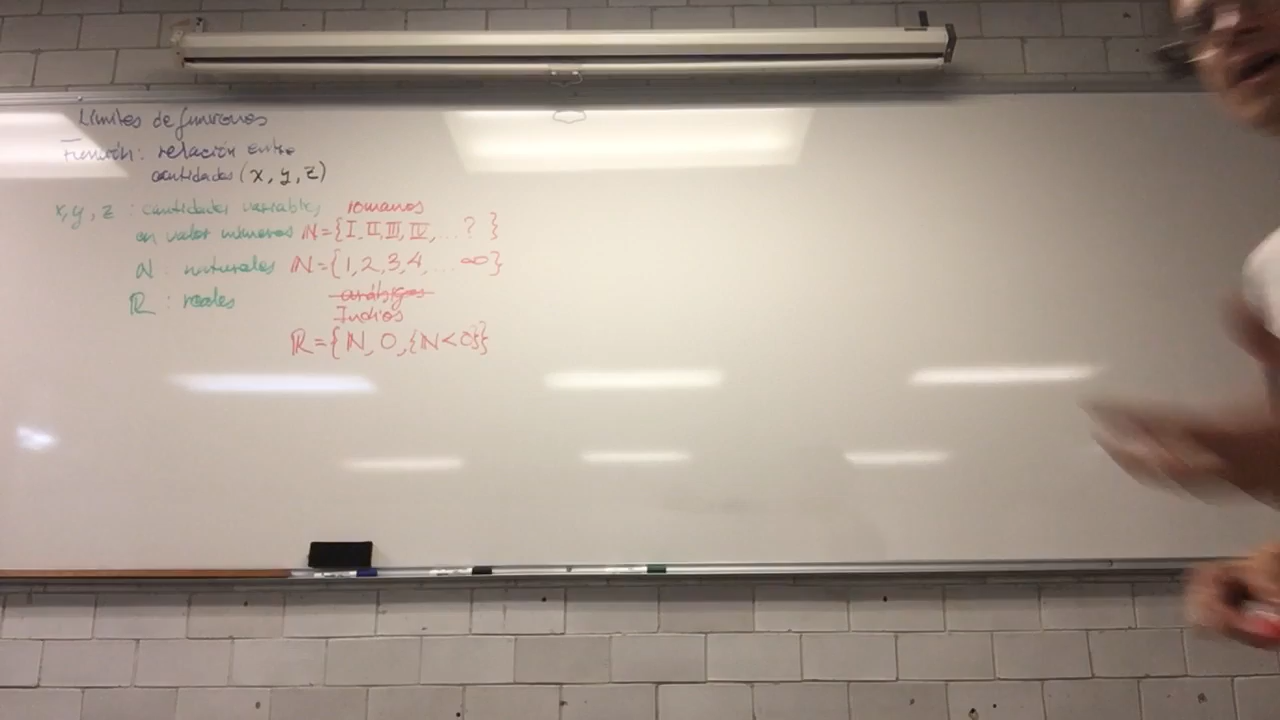 Límites de funciones
Función: relación entre
cantidades (x, y, z)
x, y, z : cantidades variables
en valor números
N : naturales
R : reales
romanos
N={I, II, III, IV, ...? }
N={1, 2, 3, 4, ... ∞}
arábigos
Indios
R={N, 0, {N<0}}